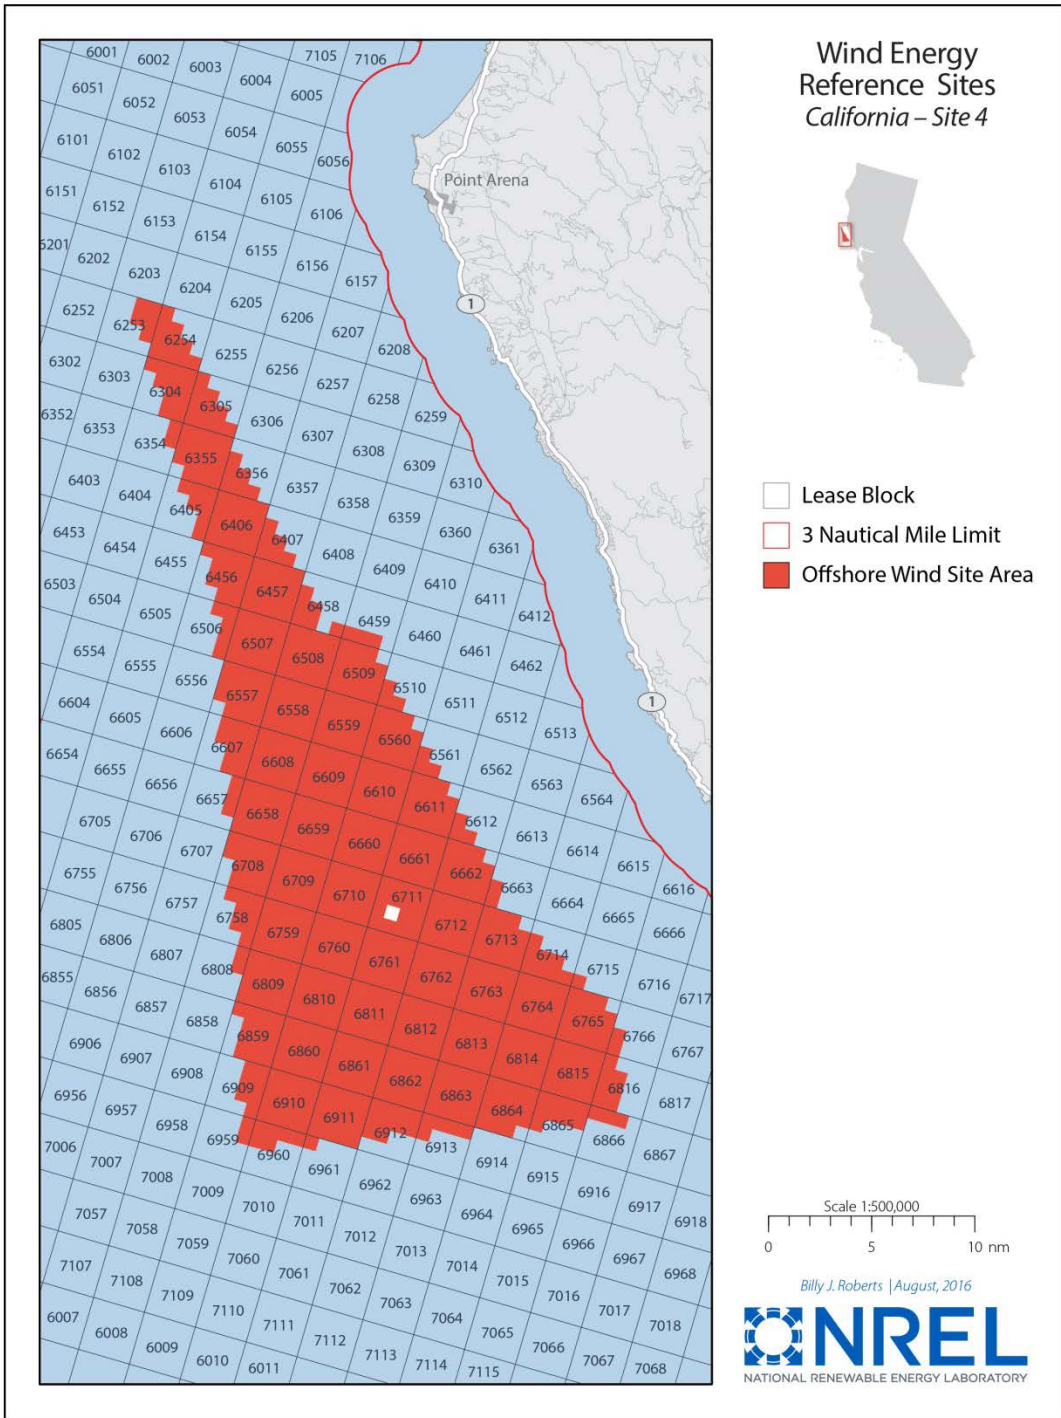 Wind Energy
Reference Sites
California – Site 4
6001 6002 6003 6004 6005 7105 7106
6051 6052 6053 6054 6055 6056
6101 6102 6103 6104 6105 6106
Point Arena
6151 6152 6153 6154 6155 6156 6157
6201 6202 6203 6204 6205 6206 6207 6208
1
6252 6253 6254 6255 6256 6257 6258 6259
6302 6303 6304 6305 6306 6307 6308 6309 6310
6352 6353 6354 6355 6356 6357 6358 6359 6360 6361
6403 6404 6405 6406 6407 6408 6409 6410 6411 6412
6453 6454 6455 6456 6457 6458 6459 6460 6461 6462
6503 6504 6505 6506 6507 6508 6509 6510 6511 6512 6513
1
6554 6555 6556 6557 6558 6559 6560 6561 6562 6563 6564
6604 6605 6606 6607 6608 6609 6610 6611 6612 6613 6614 6615 6616
6654 6655 6656 6657 6658 6659 6660 6661 6662 6663 6664 6665 6666
6705 6706 6707 6708 6709 6710 6711 6712 6713 6714 6715 6716 6717
6755 6756 6757 6758 6759 6760 6761 6762 6763 6764 6765 6766 6767
6805 6806 6807 6808 6809 6810 6811 6812 6813 6814 6815 6816 6817
6855 6856 6857 6858 6859 6860 6861 6862 6863 6864 6865 6866 6867
6906 6907 6908 6909 6910 6911 6912 6913 6914 6915 6916 6917 6918
6956 6957 6958 6959 6960 6961 6962 6963 6964 6965 6966 6967 6968
7006 7007 7008 7009 7010 7011 7012 7013 7014 7015 7016 7017 7018
7057 7058 7059 7060 7061 7062 7063 7064 7065 7066 7067 7068
7107 7108 7109 7110 7111 7112 7113 7114 7115
6007 6008 6009 6010 6011
Lease Block
3 Nautical Mile Limit
Offshore Wind Site Area
Scale 1:500,000
0 5 10 nm
Billy J. Roberts | August, 2016
NREL
NATIONAL RENEWABLE ENERGY LABORATORY